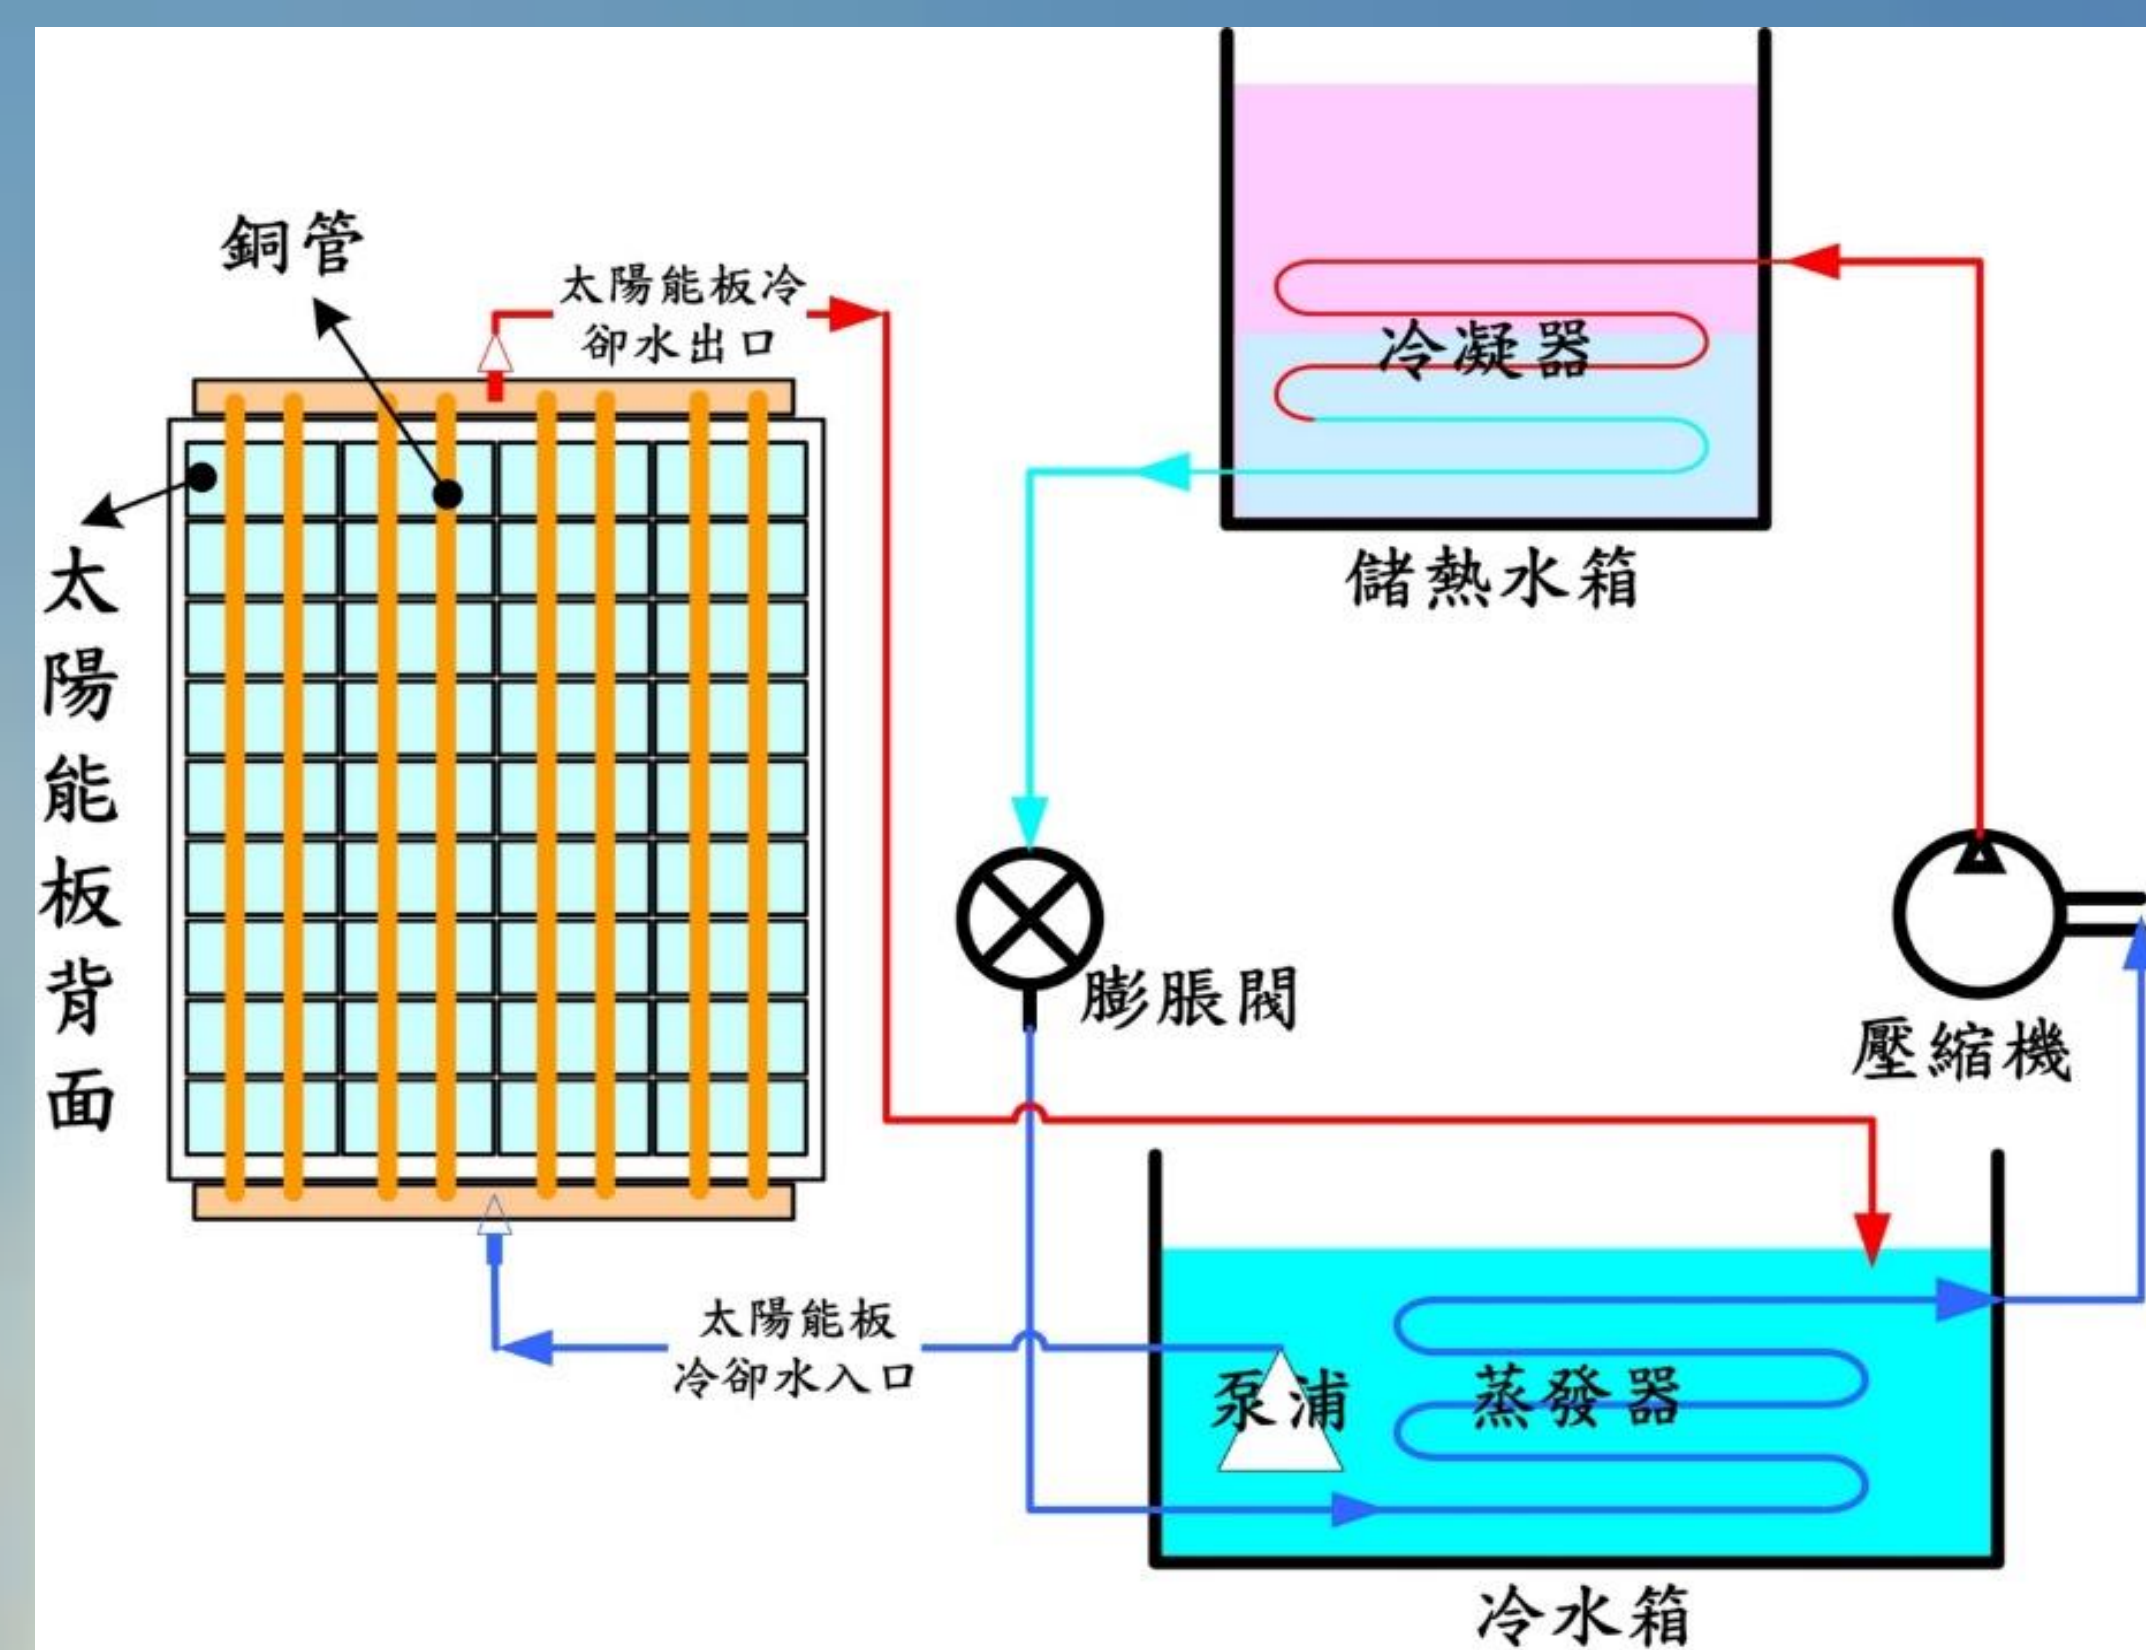 銅管
太陽能板冷
卻水出口
冷凝器
儲熱水箱
太陽能板背面
膨脹閥
壓縮機
太陽能板
冷卻水入口
泵浦
蒸發器
冷水箱